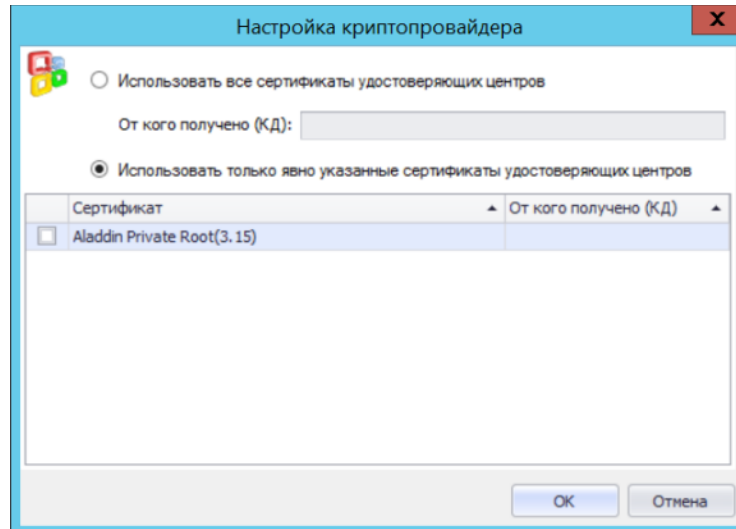 Настройка криптопровайдера
X
Использовать все сертификаты удостоверяющих центров
От кого получено (КД):
Использовать только явно указанные сертификаты удостоверяющих центров
Сертификат От кого получено (КД)
Aladdin Private Root(3.15)
OK Отмена